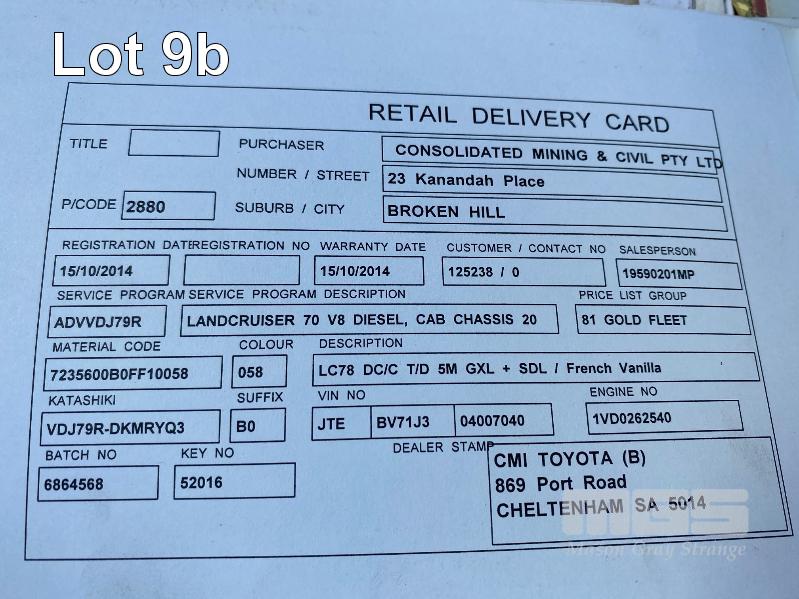 Lot 9b
RETAIL DELIVERY CARD
TITLE PURCHASER CONSOLIDATED MINING & CIVIL PTY LTD
NUMBER / STREET 23 Kanandah Place
P/CODE 2880 SUBURB / CITY BROKEN HILL
REGISTRATION DATE REGISTRATION NO WARRANTY DATE CUSTOMER / CONTACT NO SALESPERSON
15/10/2014 15/10/2014 125238 / 0 19590201MP
SERVICE PROGRAM SERVICE PROGRAM DESCRIPTION PRICE LIST GROUP
ADVVDJ79R LANDCRUISER 70 V8 DIESEL, CAB CHASSIS 20 81 GOLD FLEET
MATERIAL CODE COLOUR DESCRIPTION
7235600B0FF10058 058 LC78 DC/C T/D 5M GXL + SDL / French Vanilla
KATASHIKI SUFFIX VIN NO ENGINE NO
VDJ79R-DKMRYQ3 B0 JTE BV71J3 04007040 1VD0262540
BATCH NO KEY NO DEALER STAMP
6864568 52016
CMI TOYOTA (B)
869 Port Road
CHELTENHAM SA 5014
MGS
Mason Gray Strange